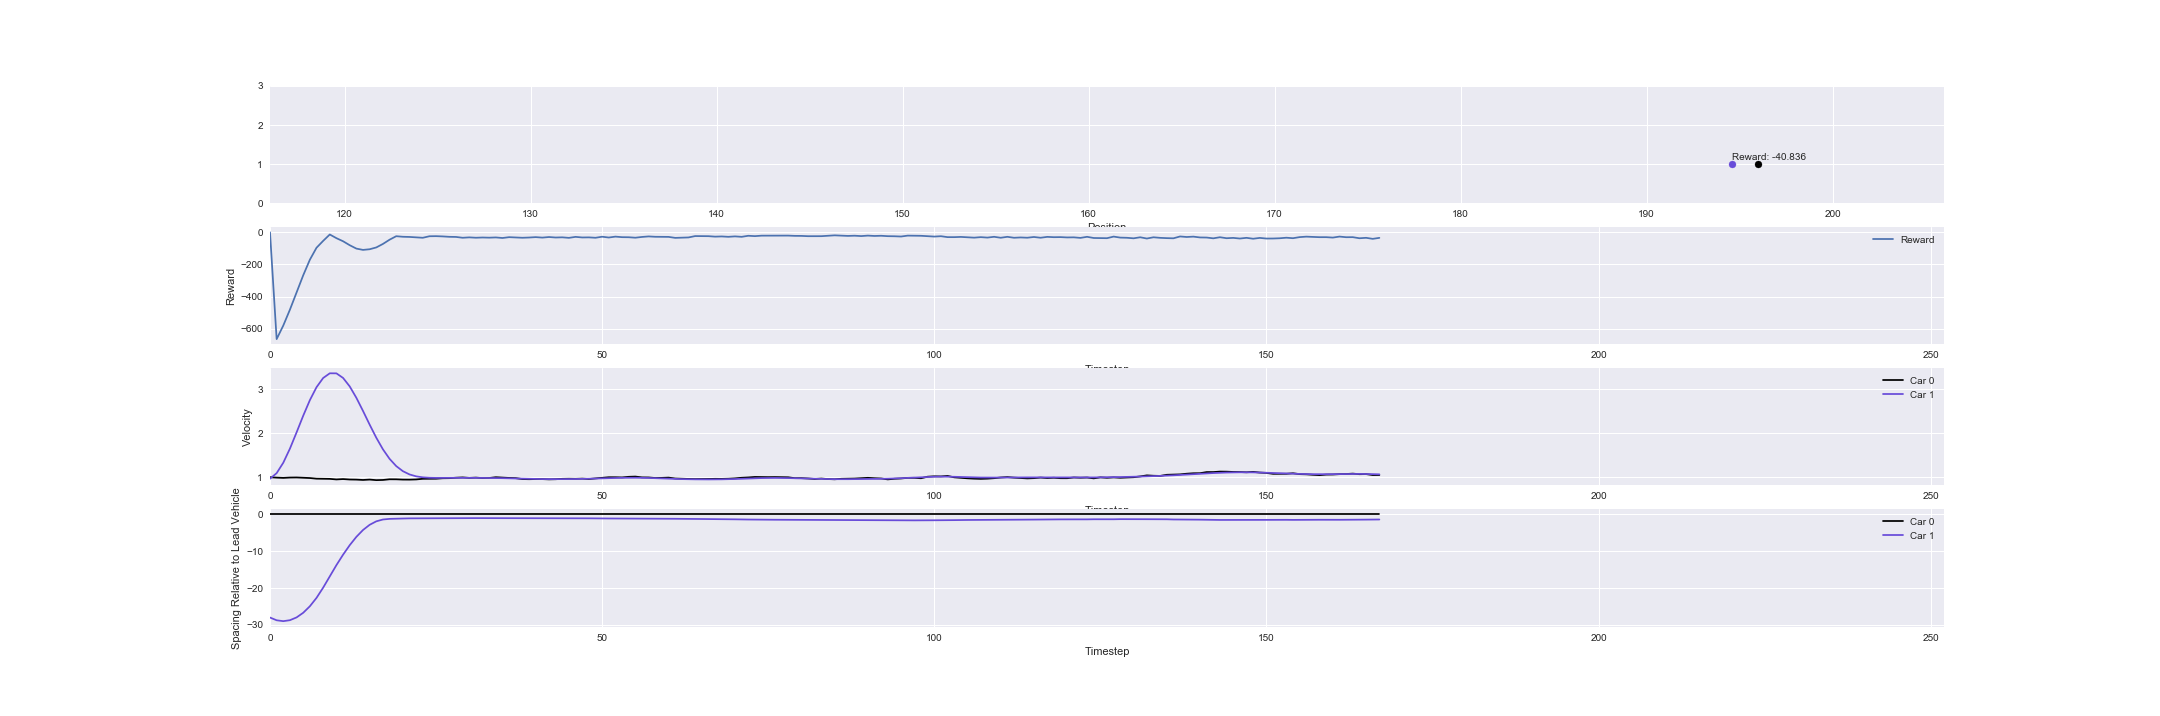 3
2
1
0
Reward: -40.836
120 130 140 150 160 170 180 190 200
Position
0
−200
−400
−600
Reward
Reward
0 50 100 150 200 250
Timestep
3
2
1
Velocity
Car 0
Car 1
0 50 100 150 200 250
Timestep
0
−10
−20
−30
Spacing Relative to Lead Vehicle
Car 0
Car 1
0 50 100 150 200 250
Timestep